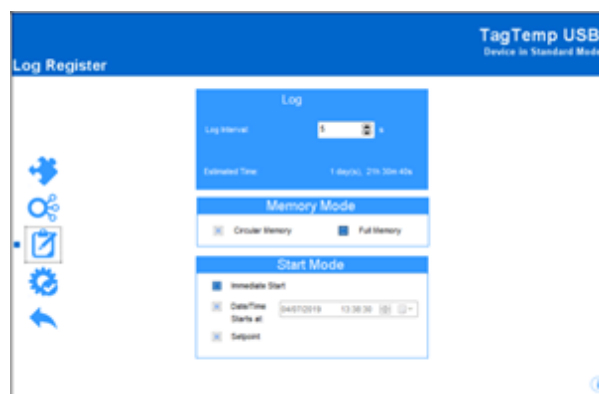 TagTemp USB
Device in Standard Mode
Log Register
Log
Log Interval: 5 s
Estimated Time: 1 day(s), 21h 30m 40s
Memory Mode
Circular Memory Full Memory
Start Mode
Immediate Start
Date/Time
Starts at: 04/07/2019 13:38:30
Setpoint